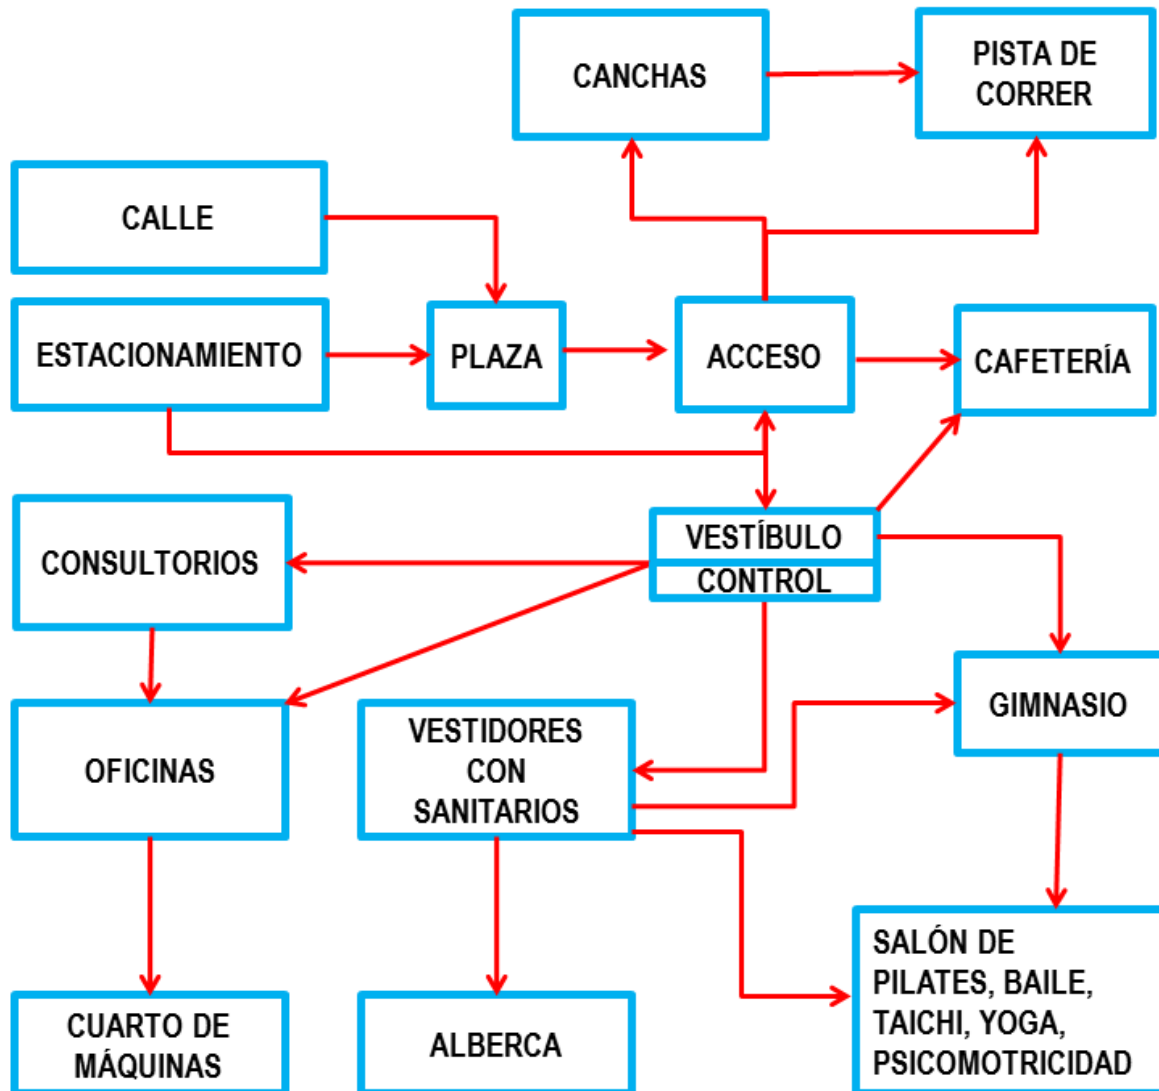 CANCHAS
PISTA DE
CORRER
CALLE
ESTACIONAMIENTO
PLAZA
ACCESO
CAFETERÍA
CONSULTORIOS
VESTÍBULO
CONTROL
OFICINAS
VESTIDORES
CON
SANITARIOS
GIMNASIO
CUARTO DE
MÁQUINAS
ALBERCA
SALÓN DE
PILATES, BAILE,
TAICHI, YOGA,
PSICOMOTRICIDAD